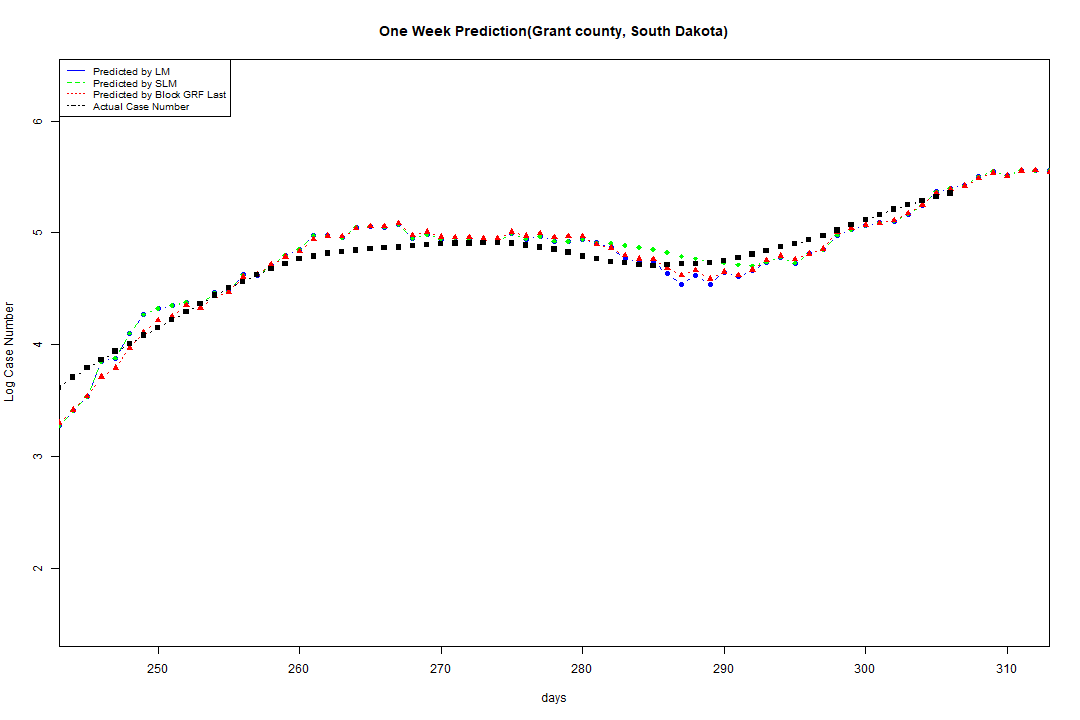 One Week Prediction(Grant county, South Dakota)
Predicted by LM
Predicted by SLM
Predicted by Block GRF Last
Actual Case Number
Log Case Number
6
5
4
3
2
250 260 270 280 290 300 310
days